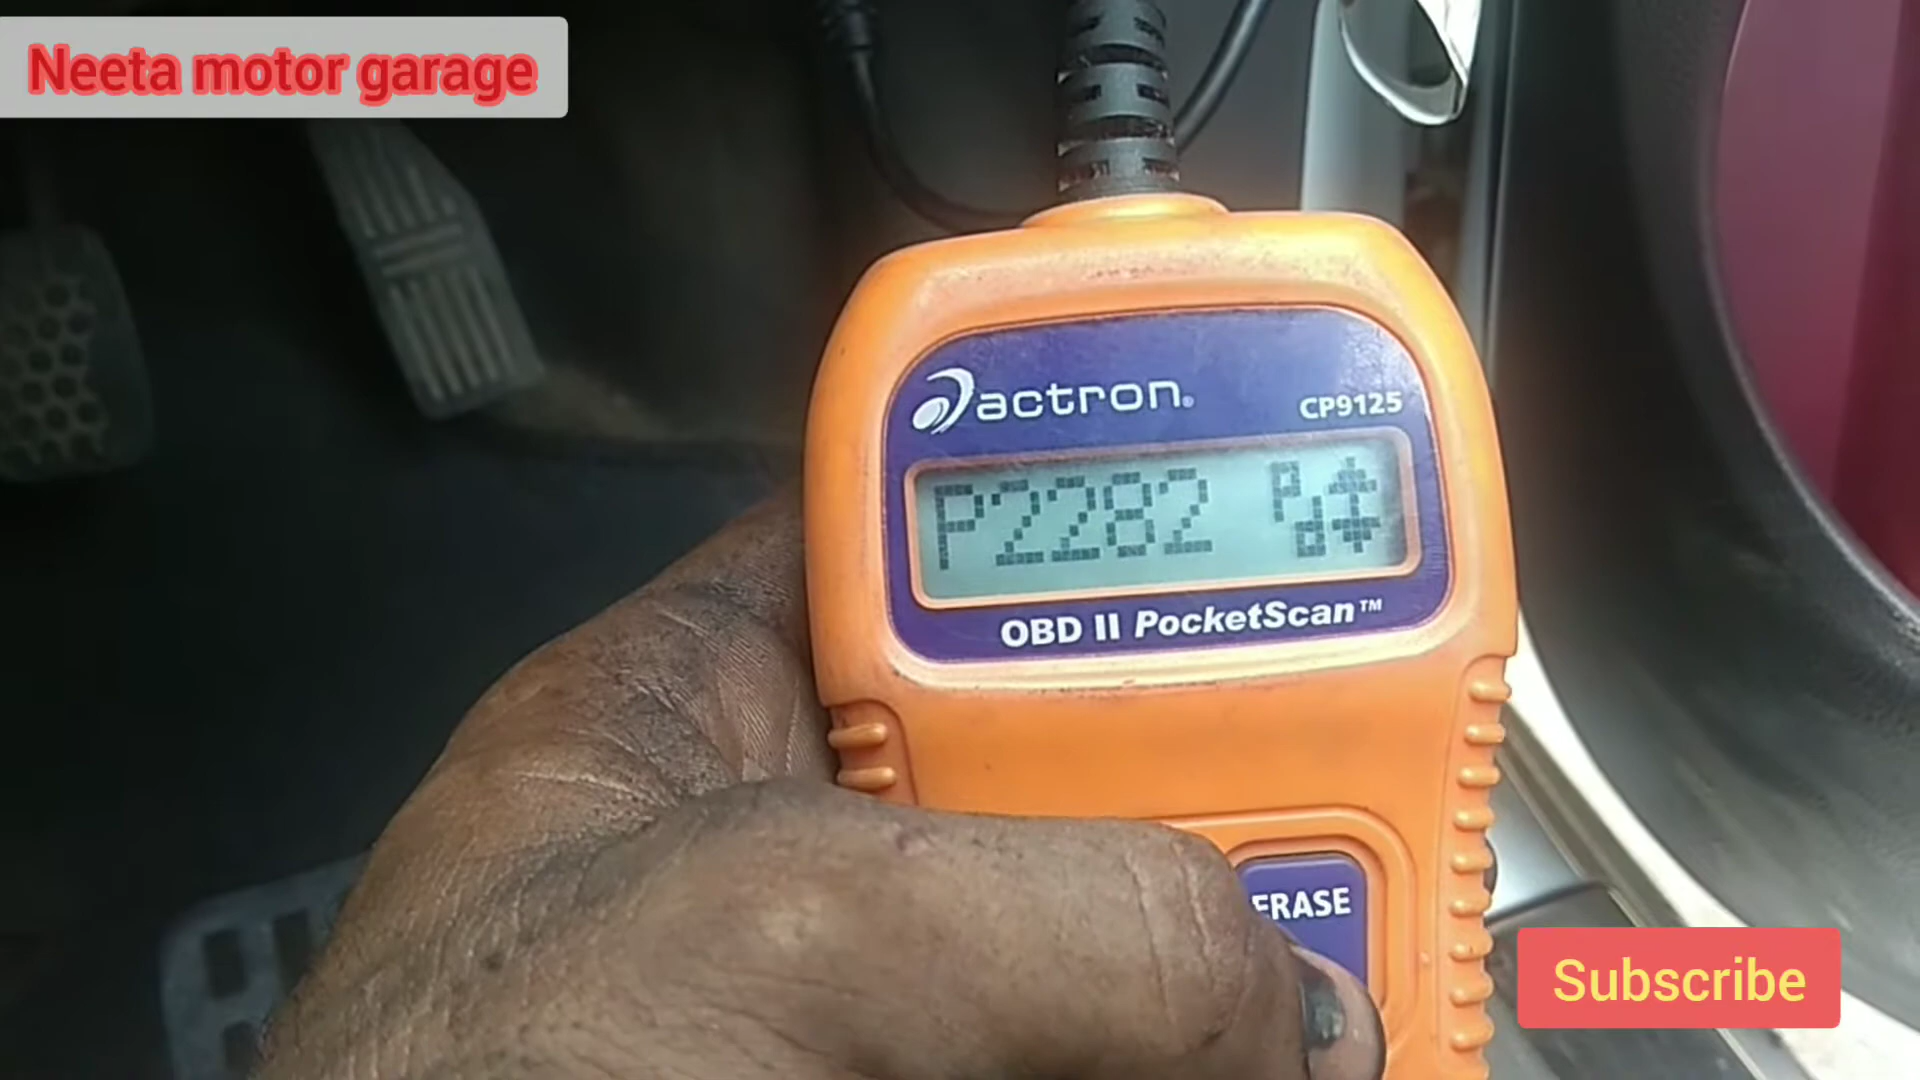 Neeta motor garage
actron
CP9125
P2282 Pd
OBD II PocketScan™
ERASE
Subscribe